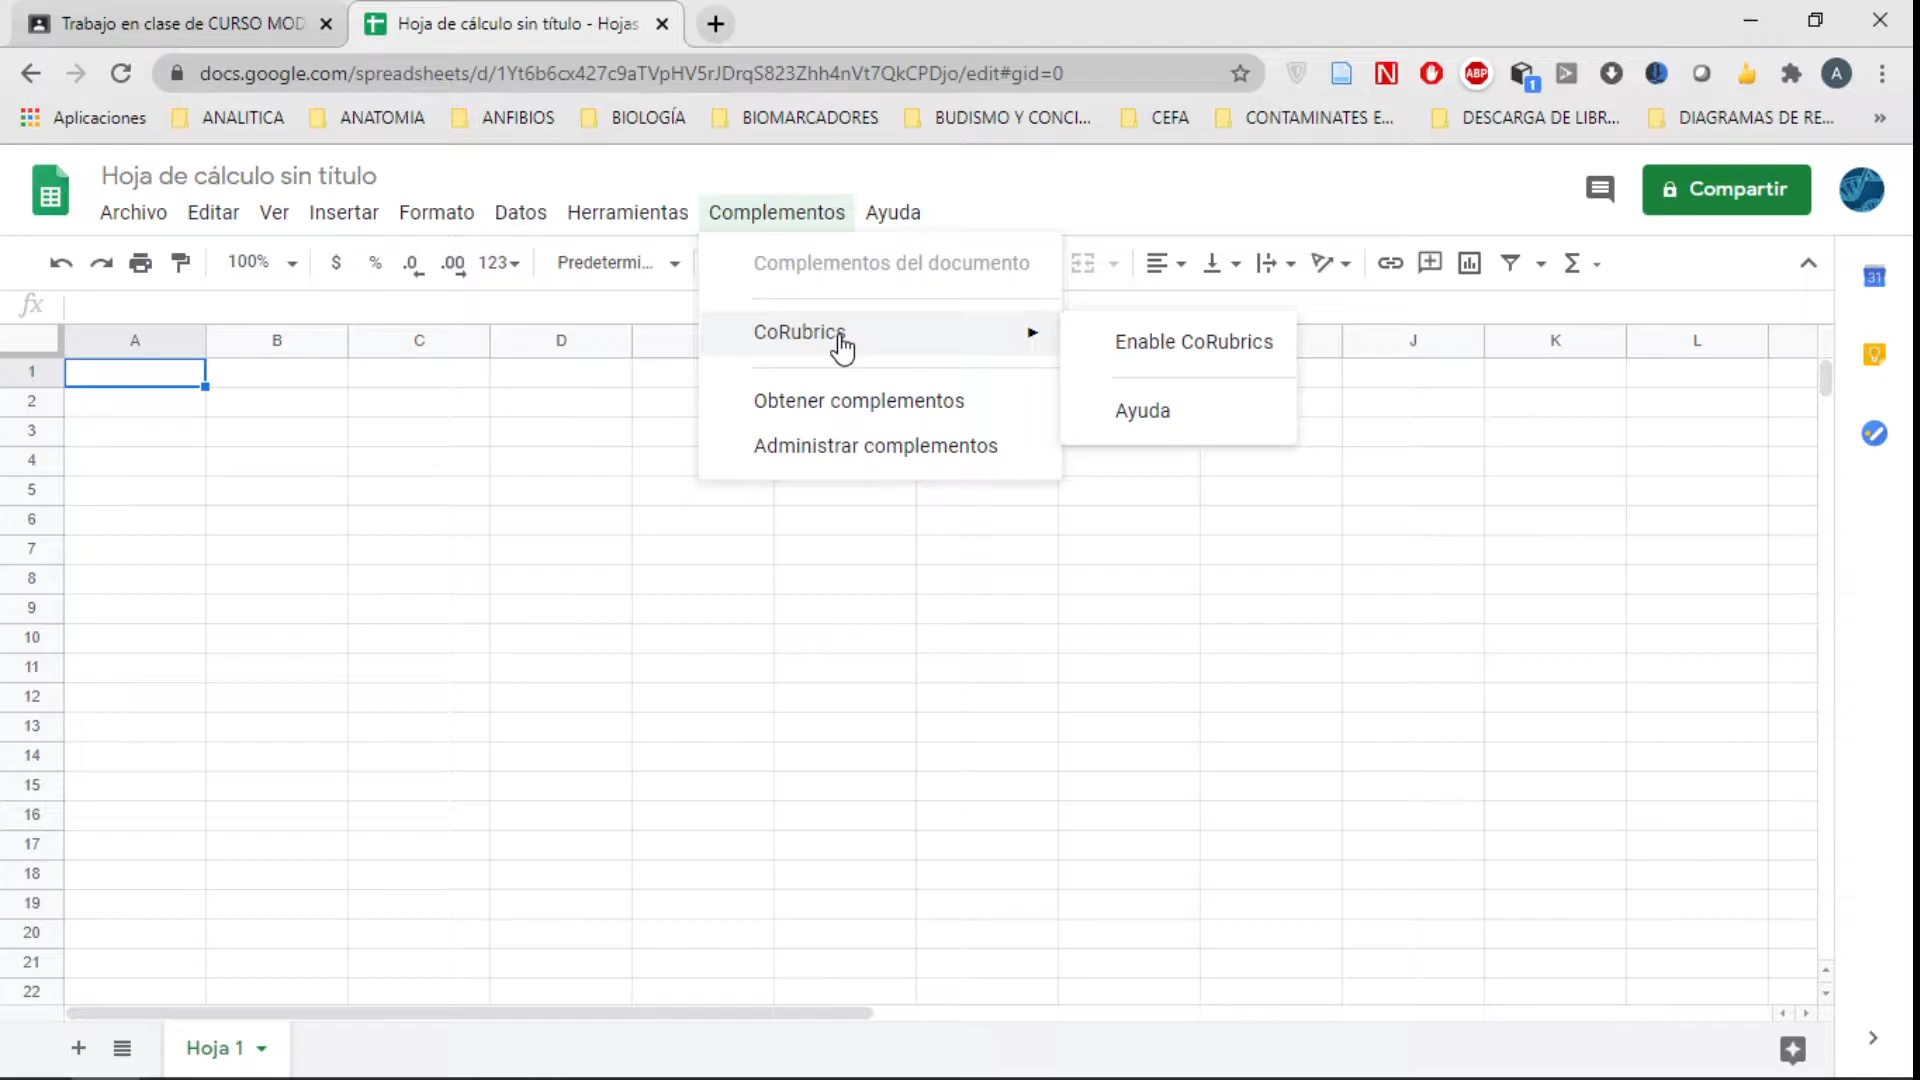 Trabajo en clase de CURSO MOD
Hoja de cálculo sin título - Hojas
docs.google.com/spreadsheets/d/1Yt6b6cx427c9aTVpHV5rJDrqS823Zhh4nVt7QkCPDjo/edit#gid=0
N
ABP
1
A
Aplicaciones
ANALITICA
ANATOMIA
ANFIBIOS
BIOLOGÍA
BIOMARCADORES
BUDISMO Y CONCI...
CEFA
CONTAMINATES E...
DESCARGA DE LIBR...
DIAGRAMAS DE RE...
»
Hoja de cálculo sin título
Compartir
Archivo Editar Ver Insertar Formato Datos Herramientas Complementos Ayuda
100% $ % .0 .00 123 Predetermi...
Σ
31
fx
Complementos del documento
CoRubrics
Obtener complementos
Administrar complementos
Enable CoRubrics
Ayuda
A B C D J K L
1
2
3
4
5
6
7
8
9
10
11
12
13
14
15
16
17
18
19
20
21
22
Hoja 1